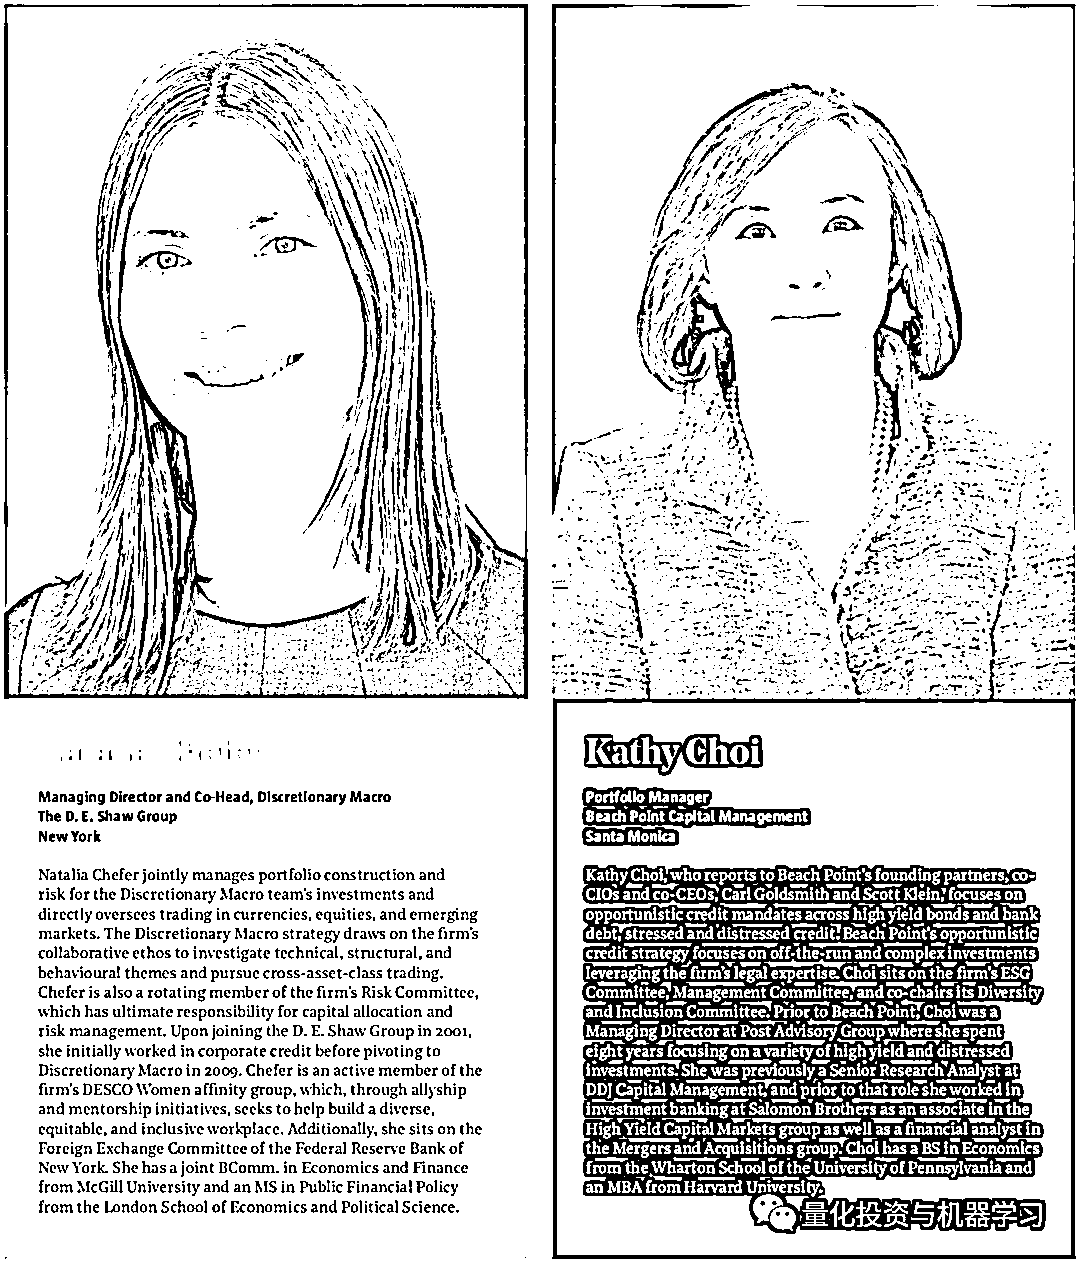 Managing Director and Co-Head, Discretionary Macro
The D. E. Shaw Group
New York
Natalia Chefer jointly manages portfolio construction and
risk for the Discretionary Macro team's investments and
directly oversees trading in currencies, equities, and emerging
markets. The Discretionary Macro strategy draws on the firm's
collaborative ethos to investigate technical, structural, and
behavioural themes and pursue cross-asset-class trading.
Chefer is also a rotating member of the firm's Risk Committee,
which has ultimate responsibility for capital allocation and
risk management. Upon joining the D. E. Shaw Group in 2001,
she initially worked in corporate credit before pivoting to
Discretionary Macro in 2009. Chefer is an active member of the
firm's DESCO Women affinity group, which, through allyship
and mentorship initiatives, seeks to help build a diverse,
equitable, and inclusive workplace. Additionally, she sits on the
Foreign Exchange Committee of the Federal Reserve Bank of
New York. She has a joint BComm. in Economics and Finance
from McGill University and an MS in Public Financial Policy
from the London School of Economics and Political Science.
Kathy Choi
Portfolio Manager
Beach Point Capital Management
Santa Monica
Kathy Choi, who reports to Beach Point's founding partners, co-
CIOs and co-CEOs, Carl Goldsmith and Scott Klein, focuses on
opportunistic credit mandates across high yield bonds and bank
debt, stressed and distressed credit. Beach Point's opportunistic
credit strategy focuses on off-the-run and complex investments
leveraging the firm's legal expertise. Choi sits on the firm's ESG
Committee, Management Committee, and co-chairs its Diversity
and Inclusion Committee. Prior to Beach Point, Choi was a
Managing Director at Post Advisory Group where she spent
eight years focusing on a variety of high yield and distressed
investments. She was previously a Senior Research Analyst at
DDJ Capital Management, and prior to that role she worked in
investment banking at Salomon Brothers as an associate in the
High Yield Capital Markets group as well as a financial analyst in
the Mergers and Acquisitions group. Choi has a BS in Economics
from the Wharton School of the University of Pennsylvania and
an MBA from Harvard University.
量化投资与机器学习